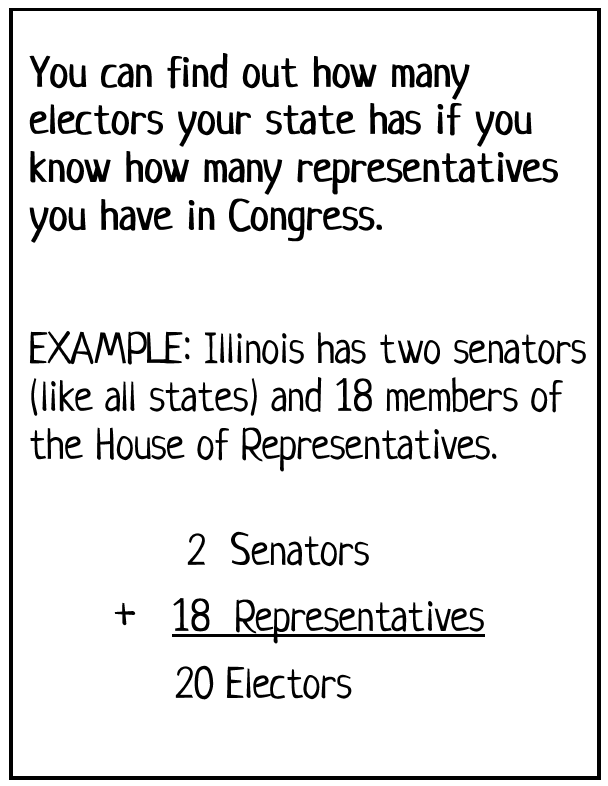 You can find out how many
electors your state has if you
know how many representatives
you have in Congress.
EXAMPLE: Illinois has two senators
(like all states) and 18 members of
the House of Representatives.
2 Senators
+ 18 Representatives
20 Electors